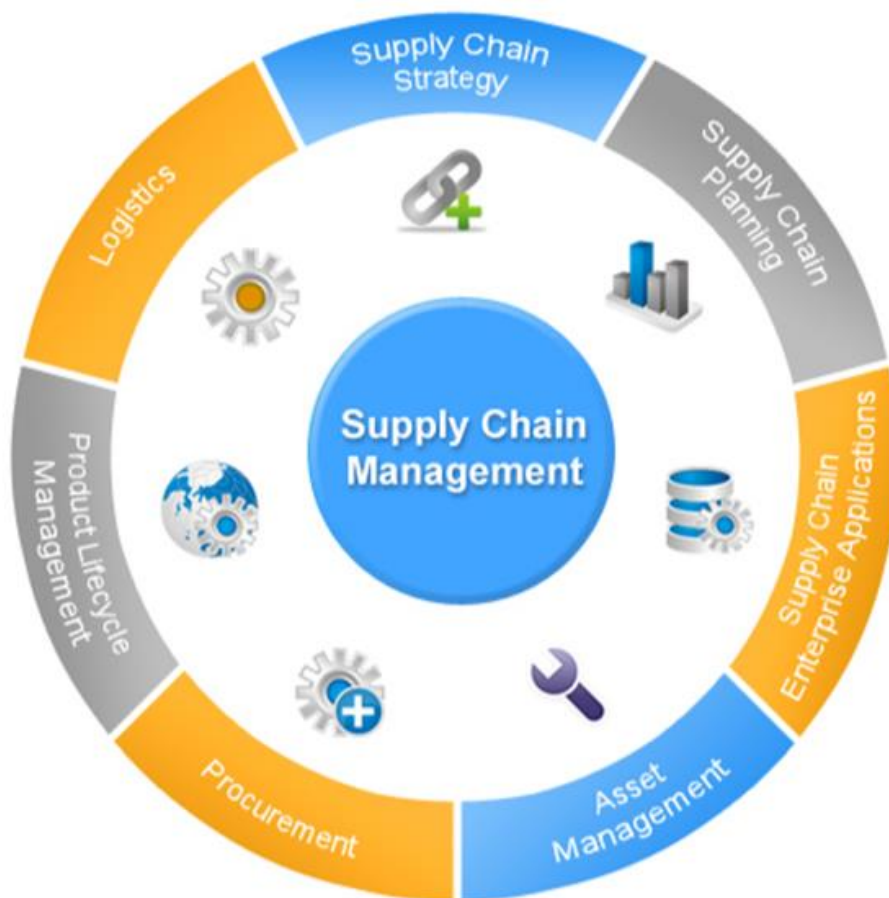 Supply Chain
Strategy
Supply Chain
Planning
Supply Chain
Enterprise Applications
Asset
Management
Procurement
Product Lifecycle
Management
Logistics
Supply Chain
Management